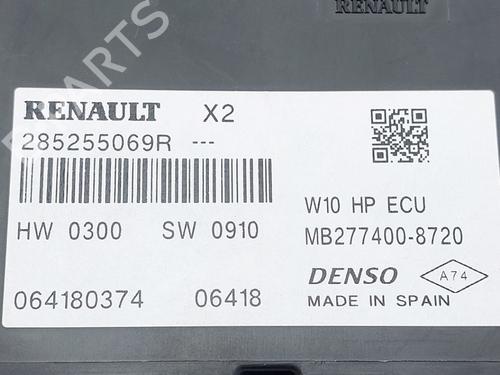 RENAULT
PARTS
RENAULT X2
285255069R ---
HW 0300 SW 0910
064180374 06418
W10 HP ECU
MB277400-8720
DENSO A74
MADE IN SPAIN